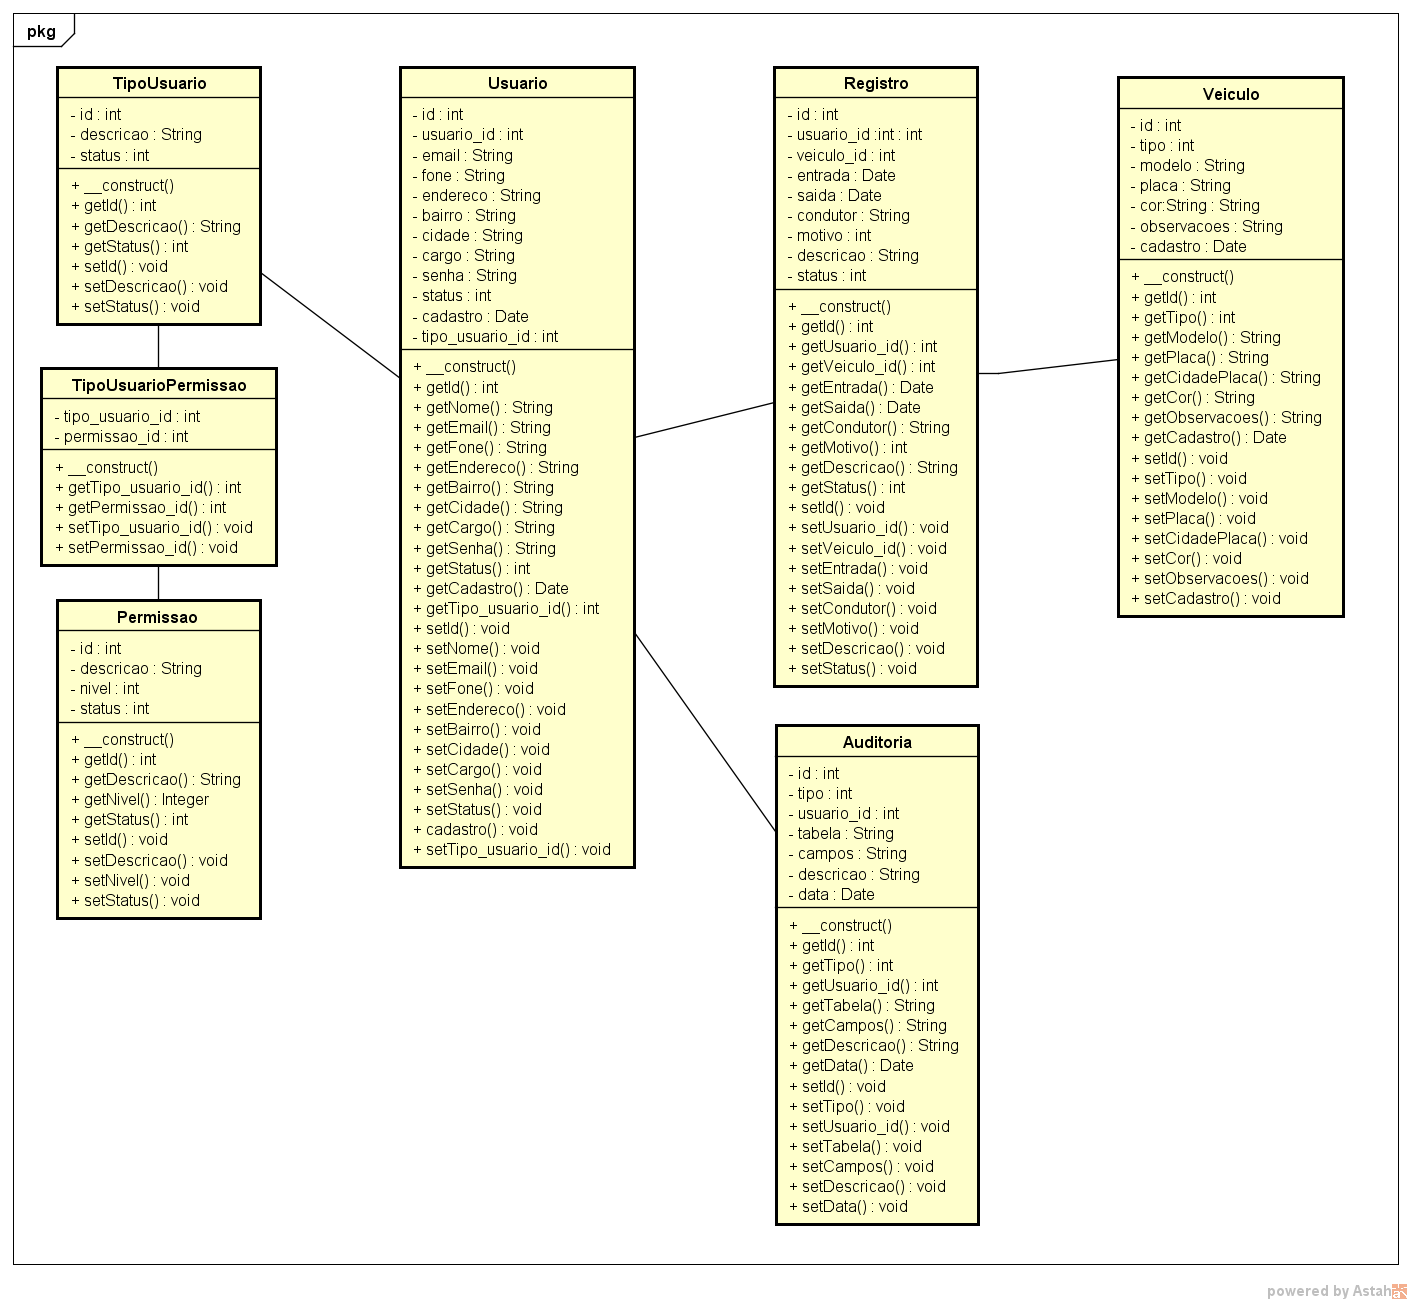 pkg
TipoUsuario
- id : int
- descricao : String
- status : int
+ __construct()
+ getId() : int
+ getDescricao() : String
+ getStatus() : int
+ setId() : void
+ setDescricao() : void
+ setStatus() : void
TipoUsuarioPermissao
- tipo_usuario_id : int
- permissao_id : int
+ __construct()
+ getTipo_usuario_id() : int
+ getPermissao_id() : int
+ setTipo_usuario_id() : void
+ setPermissao_id() : void
Permissao
- id : int
- descricao : String
- nivel : int
- status : int
+ __construct()
+ getId() : int
+ getDescricao() : String
+ getNivel() : Integer
+ getStatus() : int
+ setId() : void
+ setDescricao() : void
+ setNivel() : void
+ setStatus() : void
Usuario
- id : int
- usuario_id : int
- email : String
- fone : String
- endereco : String
- bairro : String
- cidade : String
- cargo : String
- senha : String
- status : int
- cadastro : Date
- tipo_usuario_id : int
+ __construct()
+ getId() : int
+ getNome() : String
+ getEmail() : String
+ getFone() : String
+ getEndereco() : String
+ getBairro() : String
+ getCidade() : String
+ getCargo() : String
+ getSenha() : String
+ getStatus() : int
+ getCadastro() : Date
+ getTipo_usuario_id() : int
+ setId() : void
+ setNome() : void
+ setEmail() : void
+ setFone() : void
+ setEndereco() : void
+ setBairro() : void
+ setCidade() : void
+ setCargo() : void
+ setSenha() : void
+ setStatus() : void
+ cadastro() : void
+ setTipo_usuario_id() : void
Registro
- id : int
- usuario_id :int : int
- veiculo_id : int
- entrada : Date
- saida : Date
- condutor : String
- motivo : int
- descricao : String
- status : int
+ __construct()
+ getId() : int
+ getUsuario_id() : int
+ getVeiculo_id() : int
+ getEntrada() : Date
+ getSaida() : Date
+ getCondutor() : String
+ getMotivo() : int
+ getDescricao() : String
+ getStatus() : int
+ setId() : void
+ setUsuario_id() : void
+ setVeiculo_id() : void
+ setEntrada() : void
+ setSaida() : void
+ setCondutor() : void
+ setMotivo() : void
+ setDescricao() : void
+ setStatus() : void
Auditoria
- id : int
- tipo : int
- usuario_id : int
- tabela : String
- campos : String
- descricao : String
- data : Date
+ __construct()
+ getId() : int
+ getTipo() : int
+ getUsuario_id() : int
+ getTabela() : String
+ getCampos() : String
+ getDescricao() : String
+ getData() : Date
+ setId() : void
+ setTipo() : void
+ setUsuario_id() : void
+ setTabela() : void
+ setCampos() : void
+ setDescricao() : void
+ setData() : void
Veiculo
- id : int
- tipo : int
- modelo : String
- placa : String
- cor:String : String
- observacoes : String
- cadastro : Date
+ __construct()
+ getId() : int
+ getTipo() : int
+ getModelo() : String
+ getPlaca() : String
+ getCidadePlaca() : String
+ getCor() : String
+ getObservacoes() : String
+ getCadastro() : Date
+ setId() : void
+ setTipo() : void
+ setModelo() : void
+ setPlaca() : void
+ setCidadePlaca() : void
+ setCor() : void
+ setObservacoes() : void
+ setCadastro() : void
powered by Astah